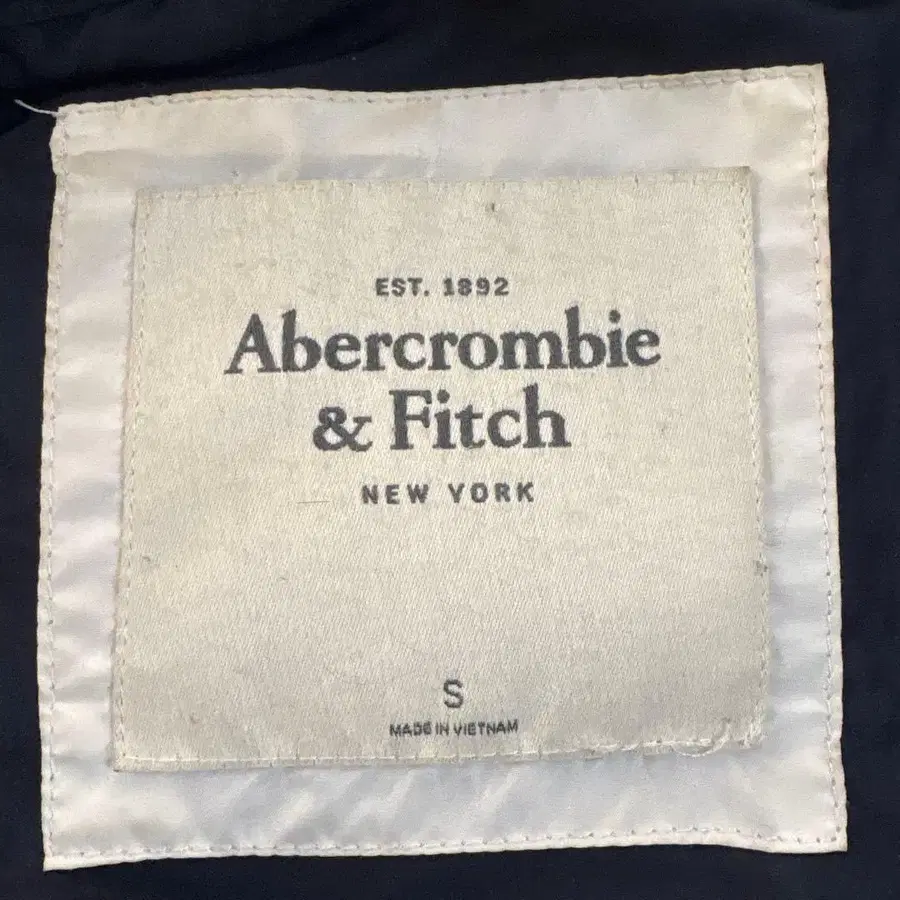 EST. 1892
Abercrombie
& Fitch
NEW YORK
S
MADE IN VIETNAM